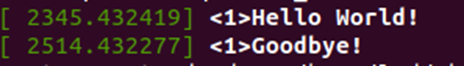 [ 2345.432419] <1>Hello World!
[ 2514.432277] <1>Goodbye!